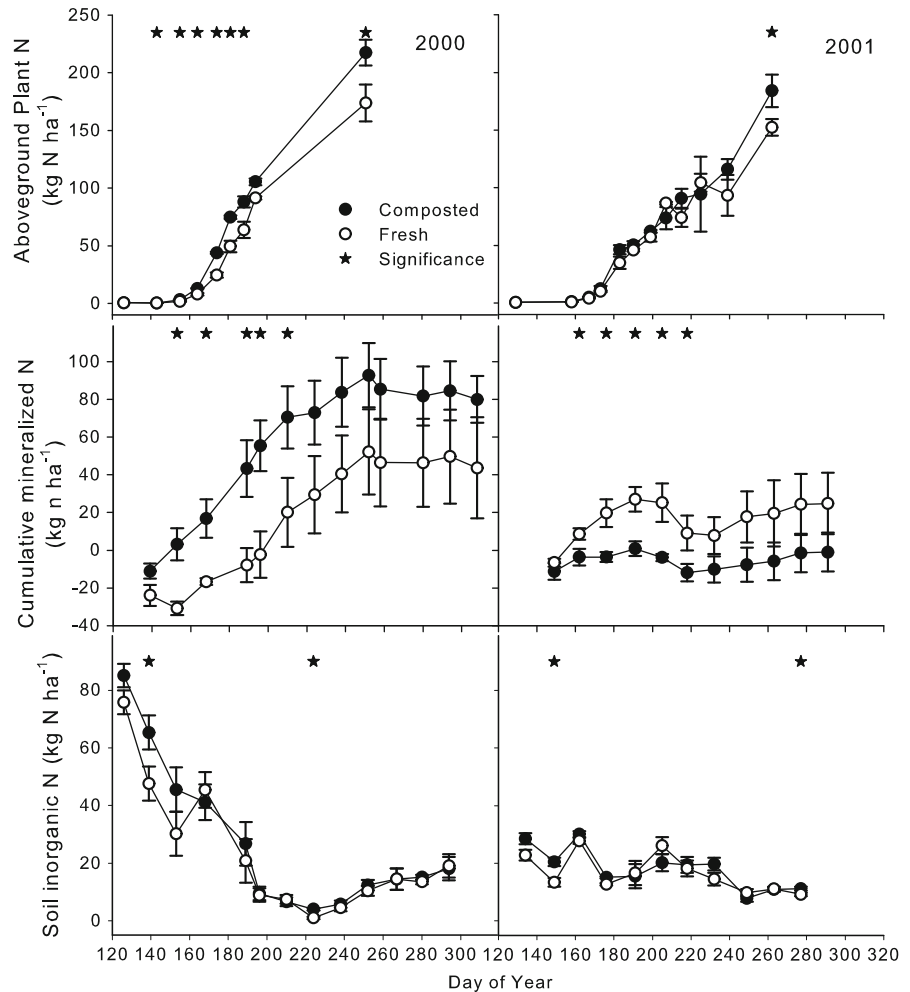 250
200
150
100
50
0
Aboveground Plant N
(kg N ha⁻¹)
2000
2001
Composted
Fresh
Significance
100
80
60
40
20
0
-20
-40
Cumulative mineralized N
(kg n ha⁻¹)
80
60
40
20
0
Soil inorganic N (kg N ha⁻¹)
120 140 160 180 200 220 240 260 280 300 120 140 160 180 200 220 240 260 280 300 320
Day of Year